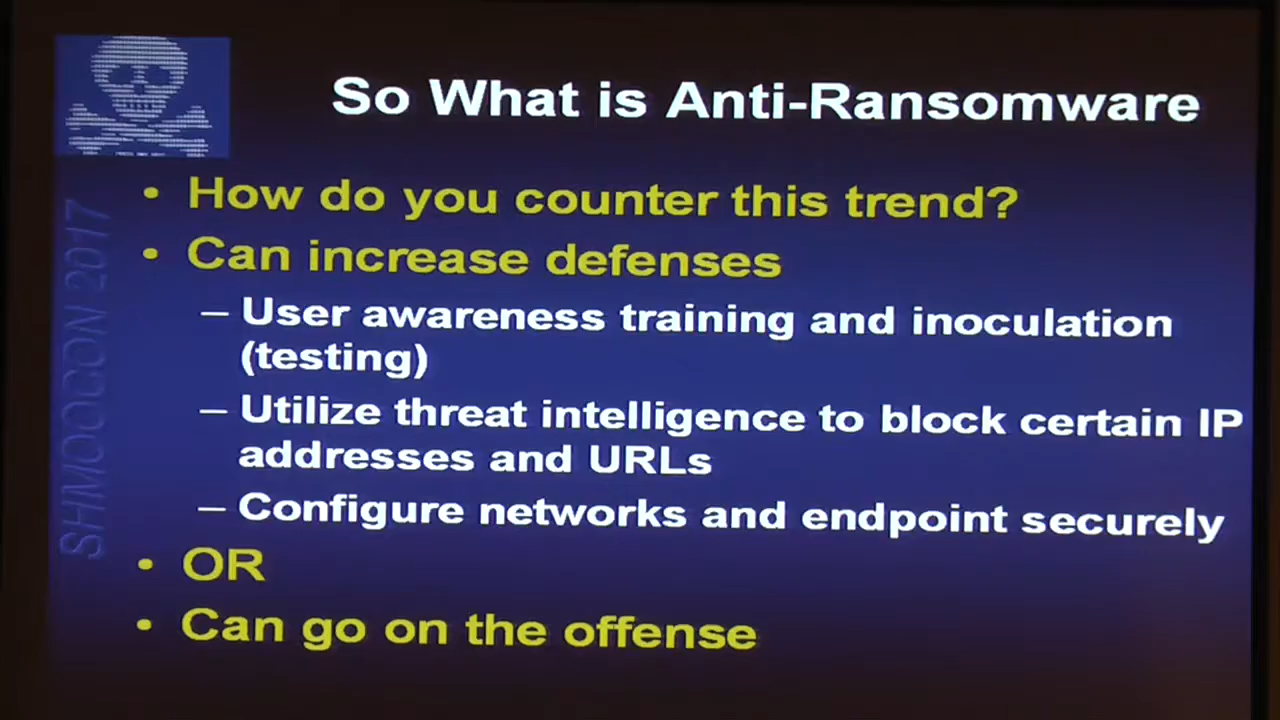 So What is Anti-Ransomware
• How do you counter this trend?
• Can increase defenses
– User awareness training and inoculation
(testing)
– Utilize threat intelligence to block certain IP
addresses and URLs
– Configure networks and endpoint securely
• OR
• Can go on the offense
SHMOOCON 2017